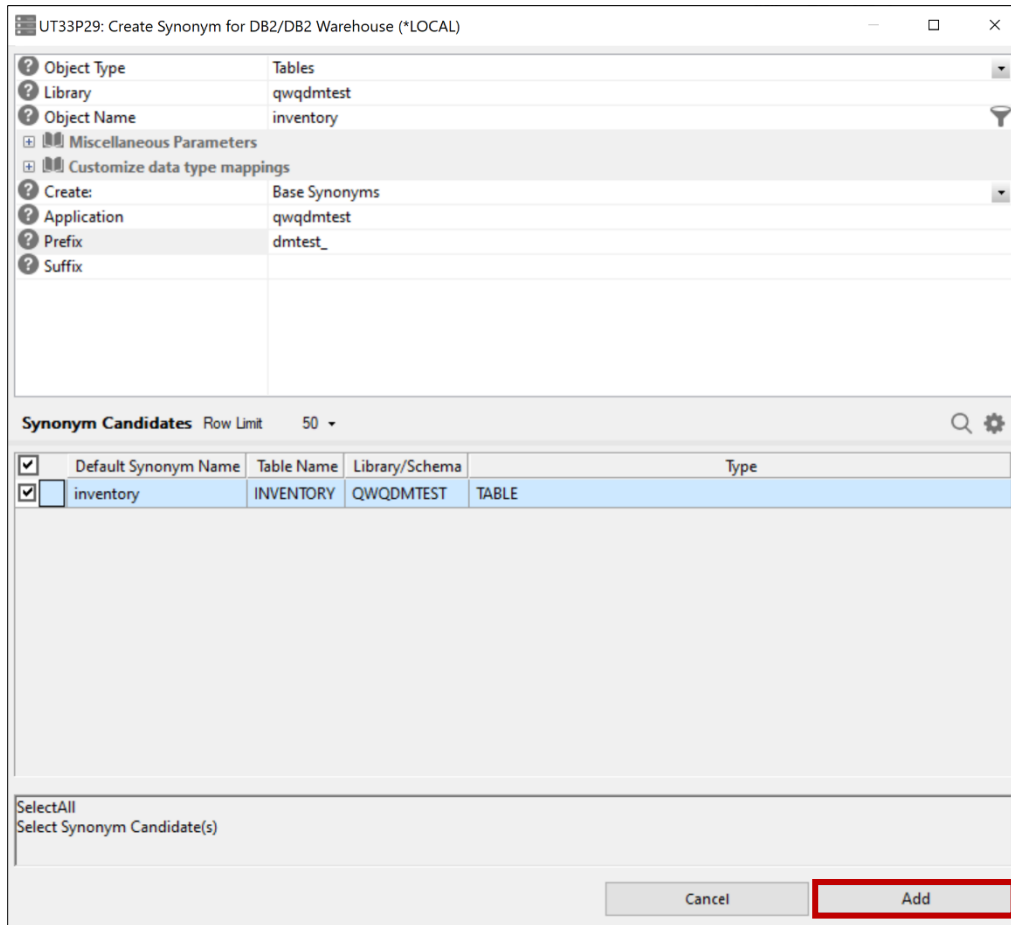 UT33P29: Create Synonym for DB2/DB2 Warehouse (*LOCAL)
Object Type Tables
Library qwqdmtest
Object Name inventory
Miscellaneous Parameters
Customize data type mappings
Create: Base Synonyms
Application qwqdmtest
Prefix dmtest_
Suffix
Synonym Candidates Row Limit 50
Default Synonym Name Table Name Library/Schema Type
inventory INVENTORY QWQDMTEST TABLE
SelectAll
Select Synonym Candidate(s)
Cancel Add